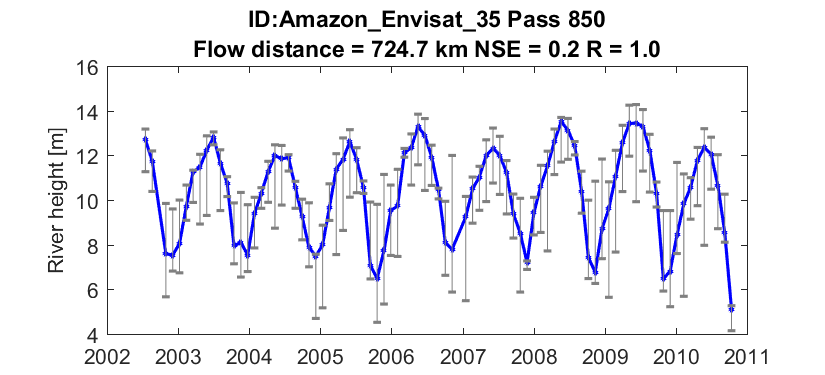 ID:Amazon_Envisat_35 Pass 850
Flow distance = 724.7 km NSE = 0.2 R = 1.0
River height [m]
16
14
12
10
8
6
4
2002 2003 2004 2005 2006 2007 2008 2009 2010 2011